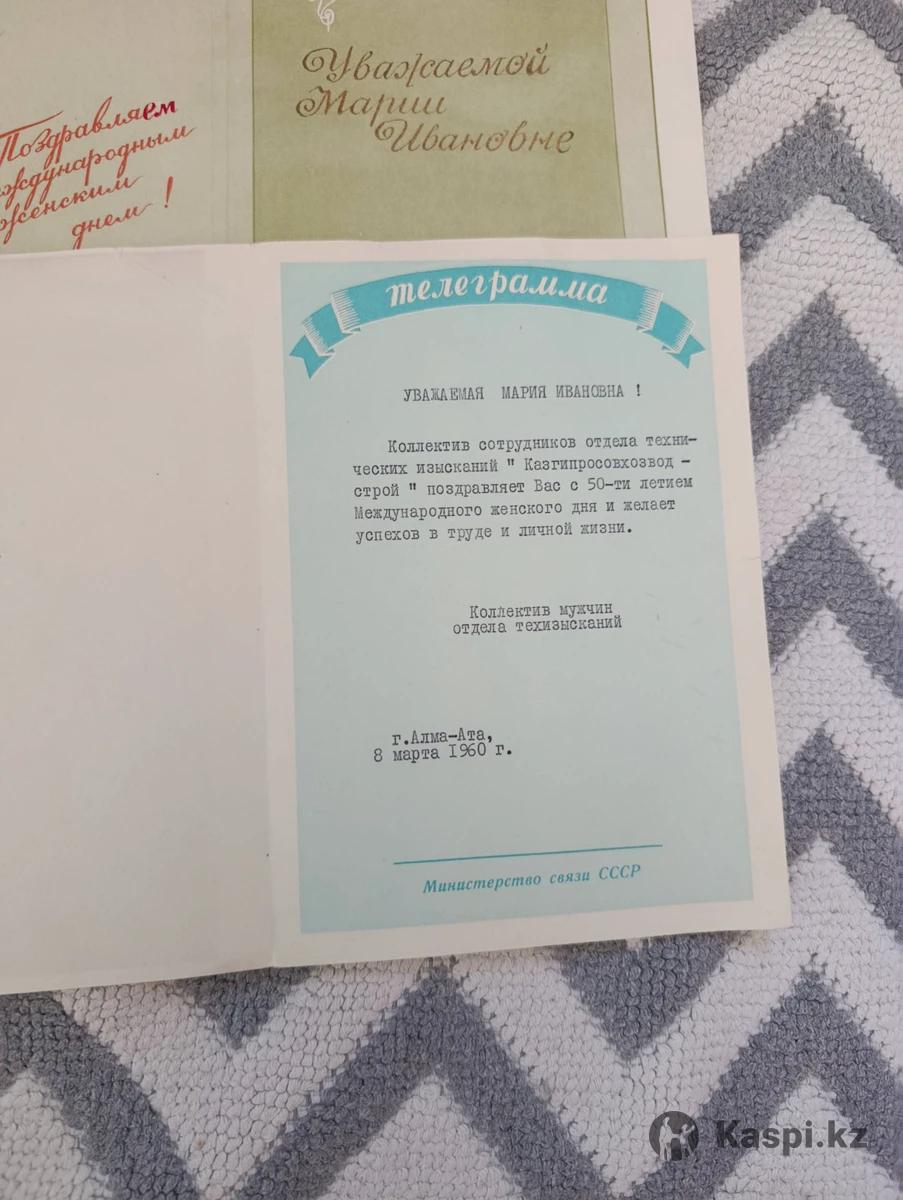 Уважаемой
Марии
Ивановне
Поздравляем
ждународным
женским
днем !
телеграмма
УВАЖАЕМАЯ МАРИЯ ИВАНОВНА !
Коллектив сотрудников отдела техни-
ческих изысканий " Казгипросовхозвод -
строй " поздравляет Вас с 50-ти летием
Международного женского дня и желает
успехов в труде и личной жизни.
Коллектив мужчин
отдела техизысканий
г.Алма-Ата,
8 марта 1960 г.
Министерство связи СССР
Kaspi.kz